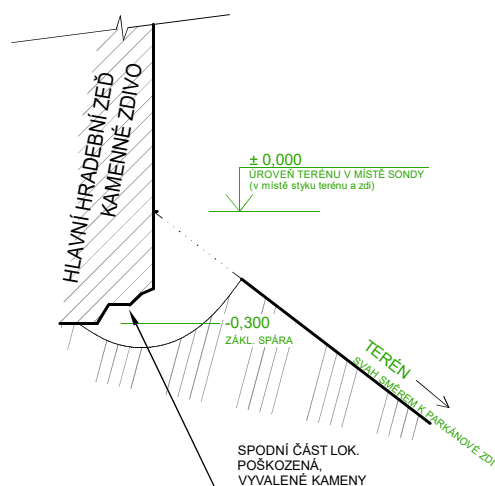 HLAVNÍ HRADEBNÍ ZEĎ
KAMENNÉ ZDIVO
± 0,000
ÚROVEŇ TERÉNU V MÍSTĚ SONDY
(v místě styku terénu a zdi)
-0,300
ZÁKL. SPÁRA
TERÉN
SVAH SMĚREM K PARKÁNOVÉ ZDI
SPODNÍ ČÁST LOK.
POŠKOZENÁ,
VYVALENÉ KAMENY